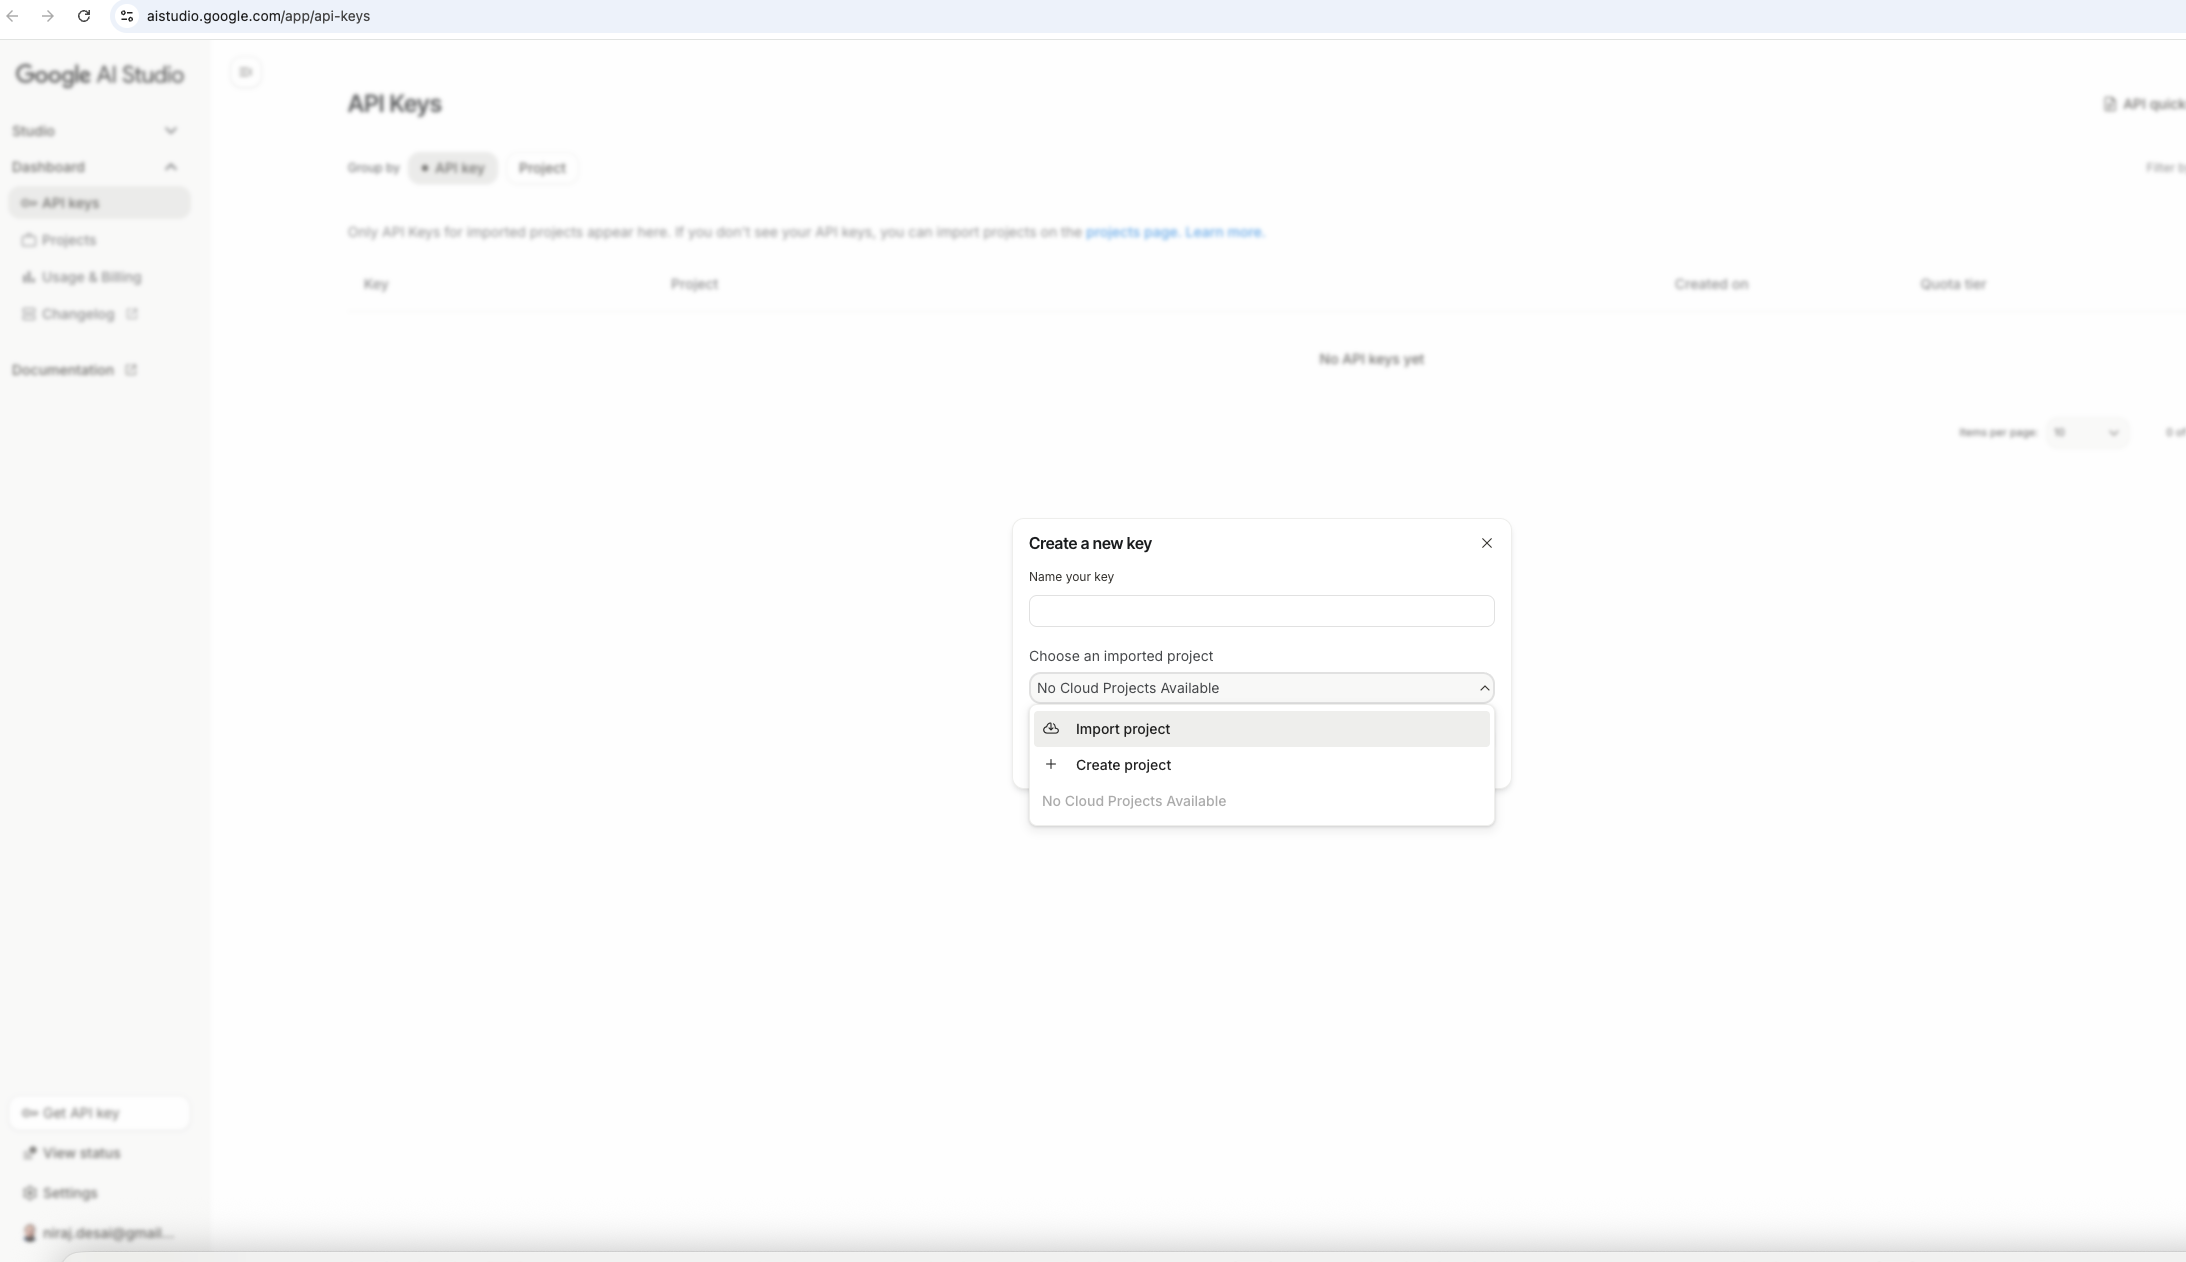 aistudio.google.com/app/api-keys
Google AI Studio
Studio
Dashboard
API keys
Projects
Usage & Billing
Changelog
Documentation
API Keys
API quick
Group by
API key
Project
Filter b
Only API Keys for imported projects appear here. If you don't see your API keys, you can import projects on the projects page. Learn more.
Key Project Created on Quota tier
No API keys yet
Items per page: 10 0 of
Create a new key
Name your key
Choose an imported project
No Cloud Projects Available
Import project
Create project
No Cloud Projects Available
Get API key
View status
Settings
niraj.desai@gmail...